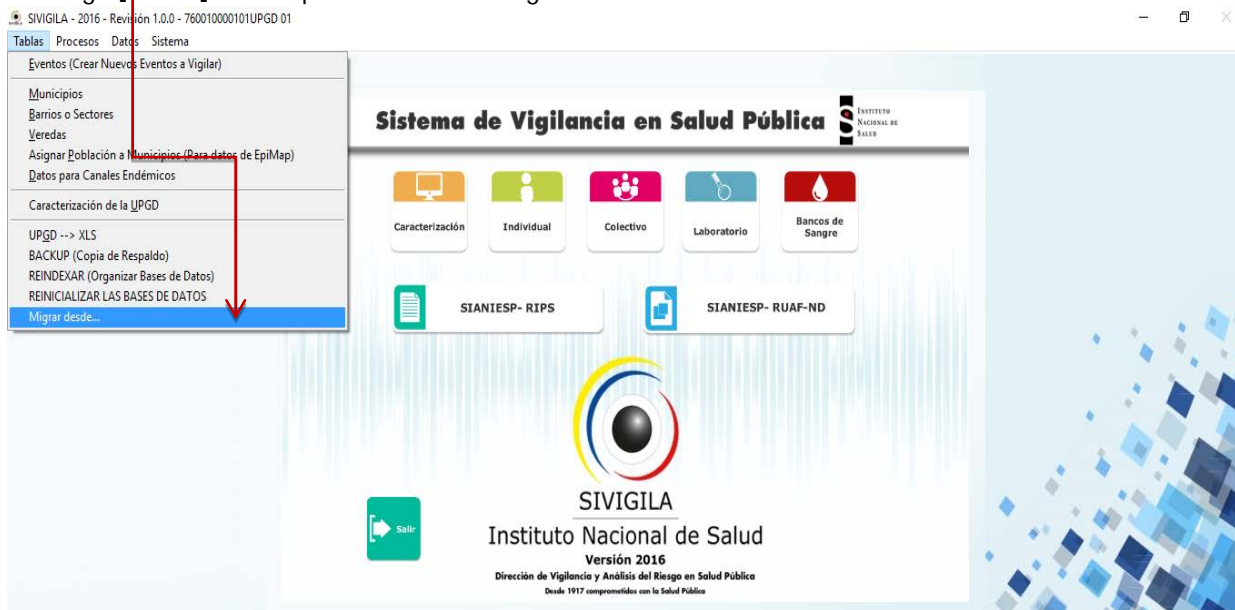 SIVIGILA - 2016 - Revisión 1.0.0 - 760010000101UPGD 01
Tablas Procesos Datos Sistema
Eventos (Crear Nuevos Eventos a Vigilar)
Municipios
Barrios o Sectores
Veredas
Asignar Población a Municipios (Para datos de EpiMap)
Datos para Canales Endémicos
Caracterización de la UPGD
UPGD --> XLS
BACKUP (Copia de Respaldo)
REINDEXAR (Organizar Bases de Datos)
REINICIALIZAR LAS BASES DE DATOS
Migrar desde...
Sistema de Vigilancia en Salud Pública
INSTITUTO
NACIONAL DE
SALUD
Caracterización
Individual
Colectivo
Laboratorio
Bancos de
Sangre
SIANIESP- RIPS
SIANIESP- RUAF-ND
SIVIGILA
Salir
Instituto Nacional de Salud
Versión 2016
Dirección de Vigilancia y Análisis del Riesgo en Salud Pública
Desde 1917 comprometidos con la Salud Pública